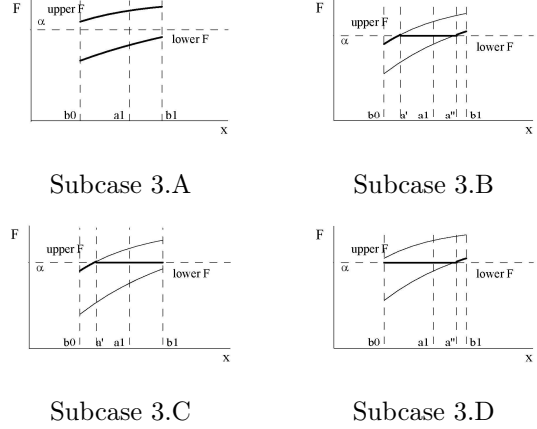 F
upper F
α
lower F
b0 a1 b1
x
Subcase 3.A
F
upper F
α
lower F
b0 a' a1 a" b1
x
Subcase 3.B
F
upper F
α
lower F
b0 a' a1 b1
x
Subcase 3.C
F
upper F
α
lower F
b0 a1 a" b1
x
Subcase 3.D